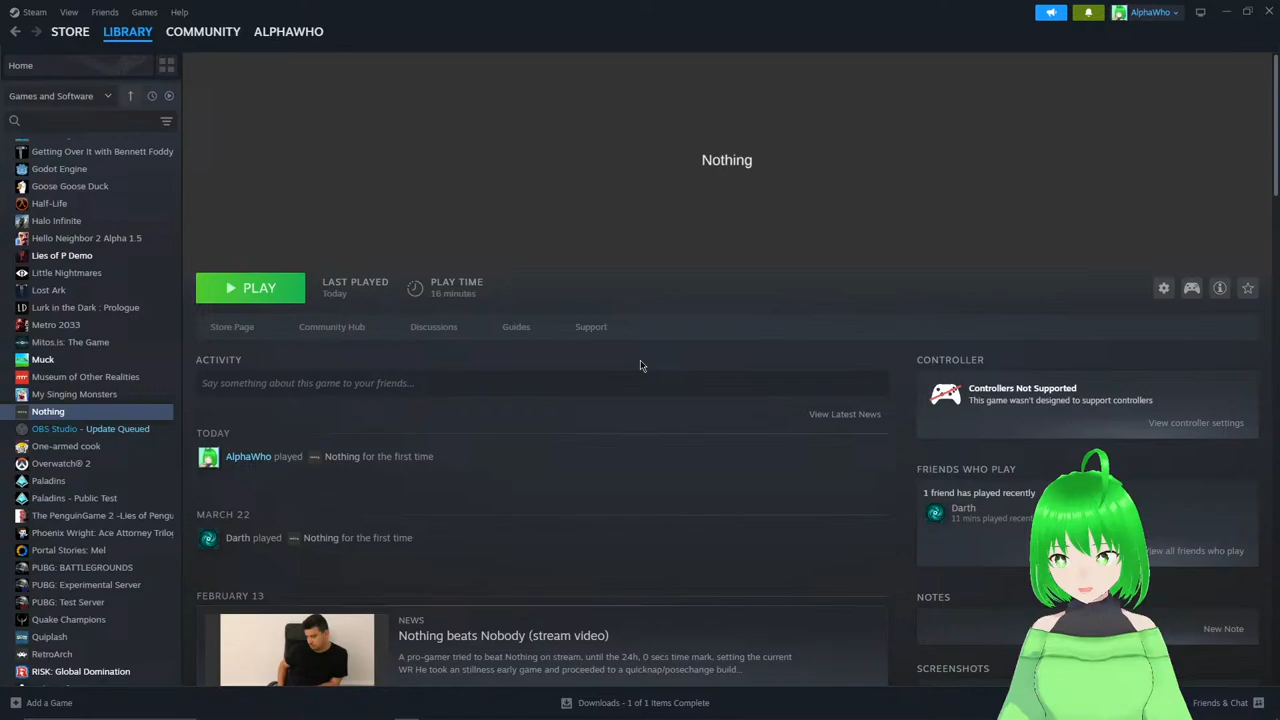 Steam View Friends Games Help AlphaWho
STORE LIBRARY COMMUNITY ALPHAWHO
Home
Games and Software
Getting Over It with Bennett Foddy
Godot Engine
Goose Goose Duck
Half-Life
Halo Infinite
Hello Neighbor 2 Alpha 1.5
Lies of P Demo
Little Nightmares
Lost Ark
Lurk in the Dark : Prologue
Metro 2033
Mitos.is: The Game
Muck
Museum of Other Realities
My Singing Monsters
Nothing
OBS Studio - Update Queued
One-armed cook
Overwatch® 2
Paladins
Paladins - Public Test
The PenguinGame 2 -Lies of Pengu
Phoenix Wright: Ace Attorney Trilog
Portal Stories: Mel
PUBG: BATTLEGROUNDS
PUBG: Experimental Server
PUBG: Test Server
Quake Champions
Quiplash
RetroArch
RISK: Global Domination
Nothing
PLAY
LAST PLAYED
Today
PLAY TIME
16 minutes
Store Page Community Hub Discussions Guides Support
ACTIVITY
Say something about this game to your friends...
View Latest News
TODAY
AlphaWho played Nothing for the first time
MARCH 22
Darth played Nothing for the first time
FEBRUARY 13
NEWS
Nothing beats Nobody (stream video)
A pro-gamer tried to beat Nothing on stream, until the 24h, 0 secs time mark, setting the current
WR He took an stillness early game and proceeded to a quicknap/posechange build...
CONTROLLER
Controllers Not Supported
This game wasn't designed to support controllers
View controller settings
FRIENDS WHO PLAY
1 friend has played recently
Darth
11 mins played recent
iew all friends who play
NOTES
New Note
SCREENSHOTS
Add a Game
Downloads - 1 of 1 Items Complete
Friends & Chat